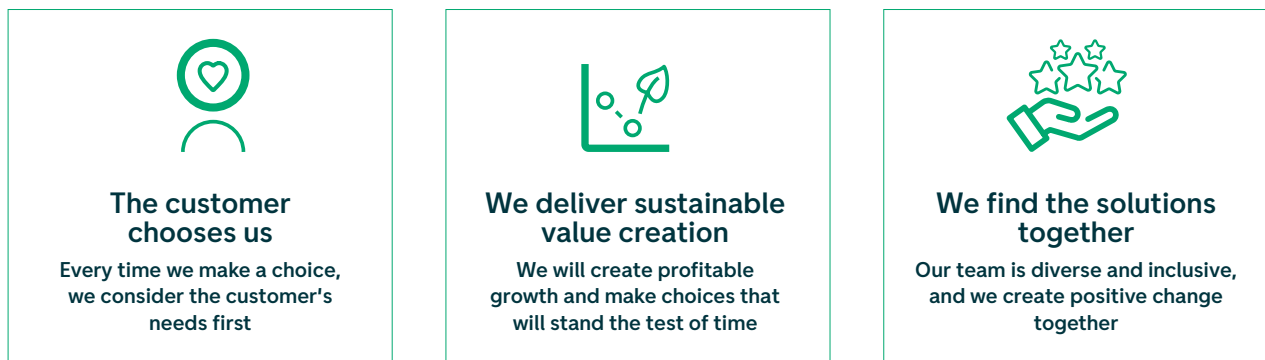 The customer
chooses us
Every time we make a choice,
we consider the customer's
needs first
We deliver sustainable
value creation
We will create profitable
growth and make choices that
will stand the test of time
We find the solutions
together
Our team is diverse and inclusive,
and we create positive change
together